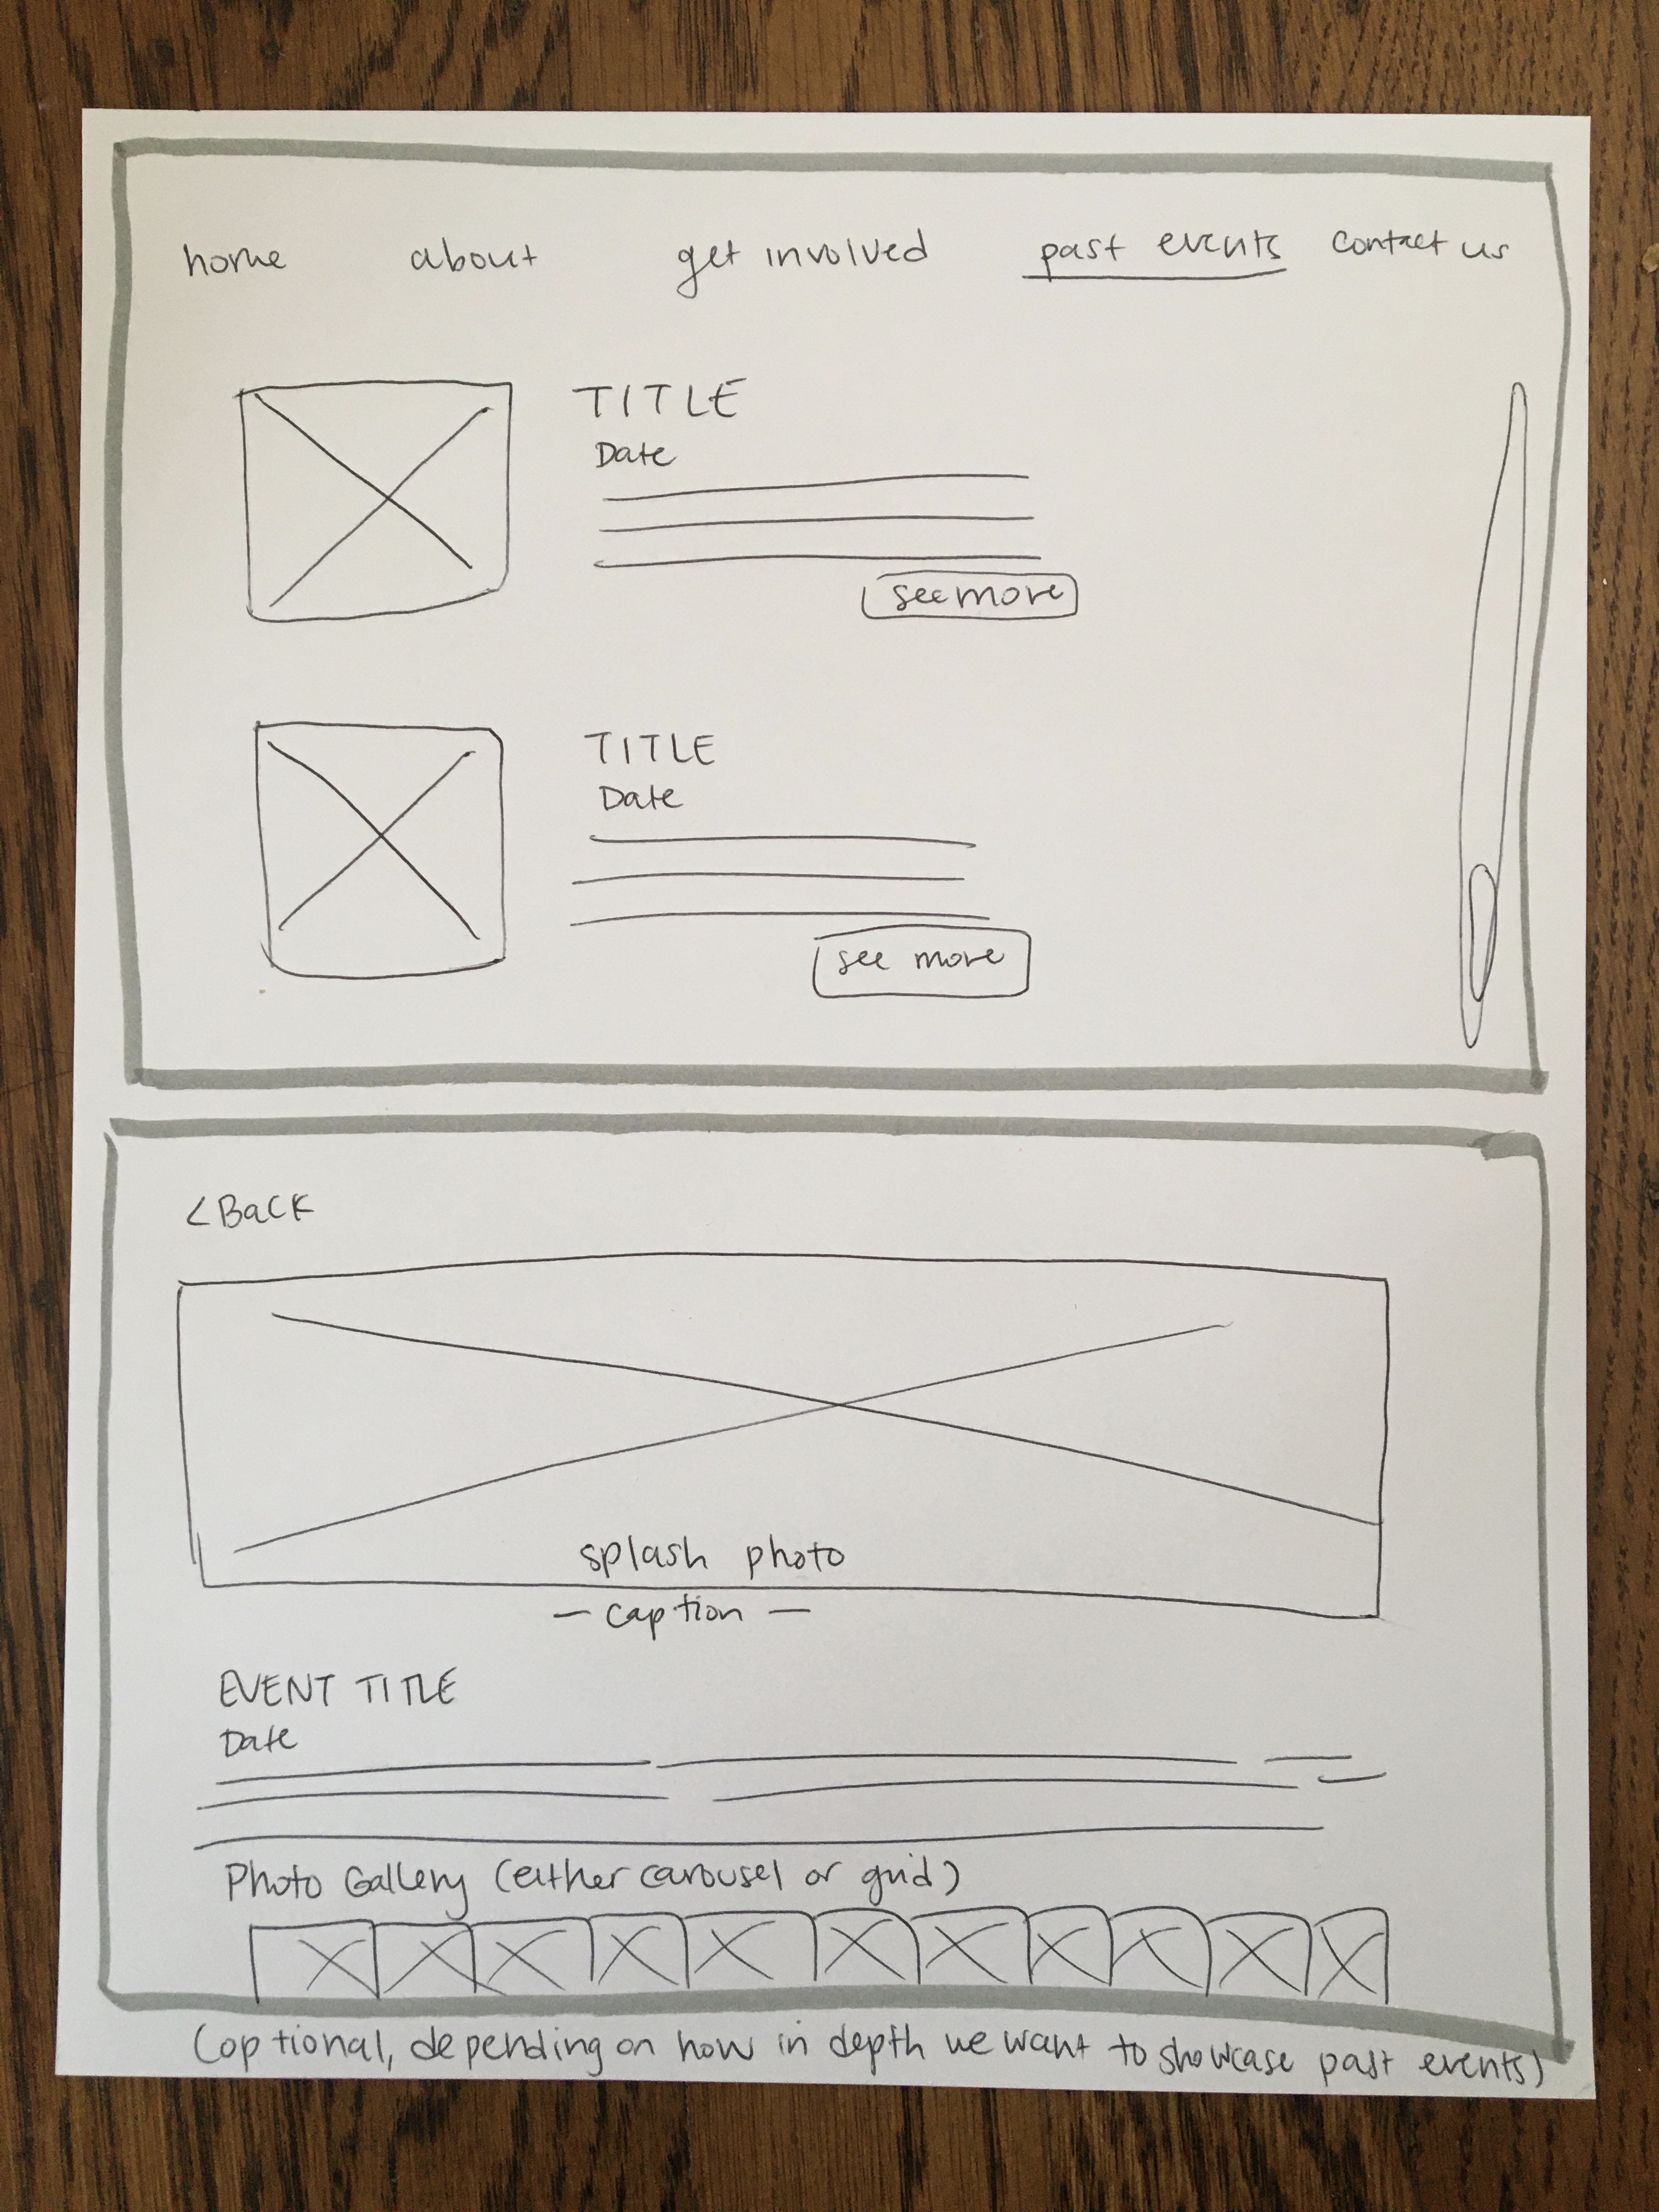 home about get involved past events contact us
TITLE
Date
see more
TITLE
Date
see more
<Back
splash photo
— caption —
EVENT TITLE
Date
Photo Gallery (either carousel or grid)
(optional, depending on how in depth we want to showcase past events)